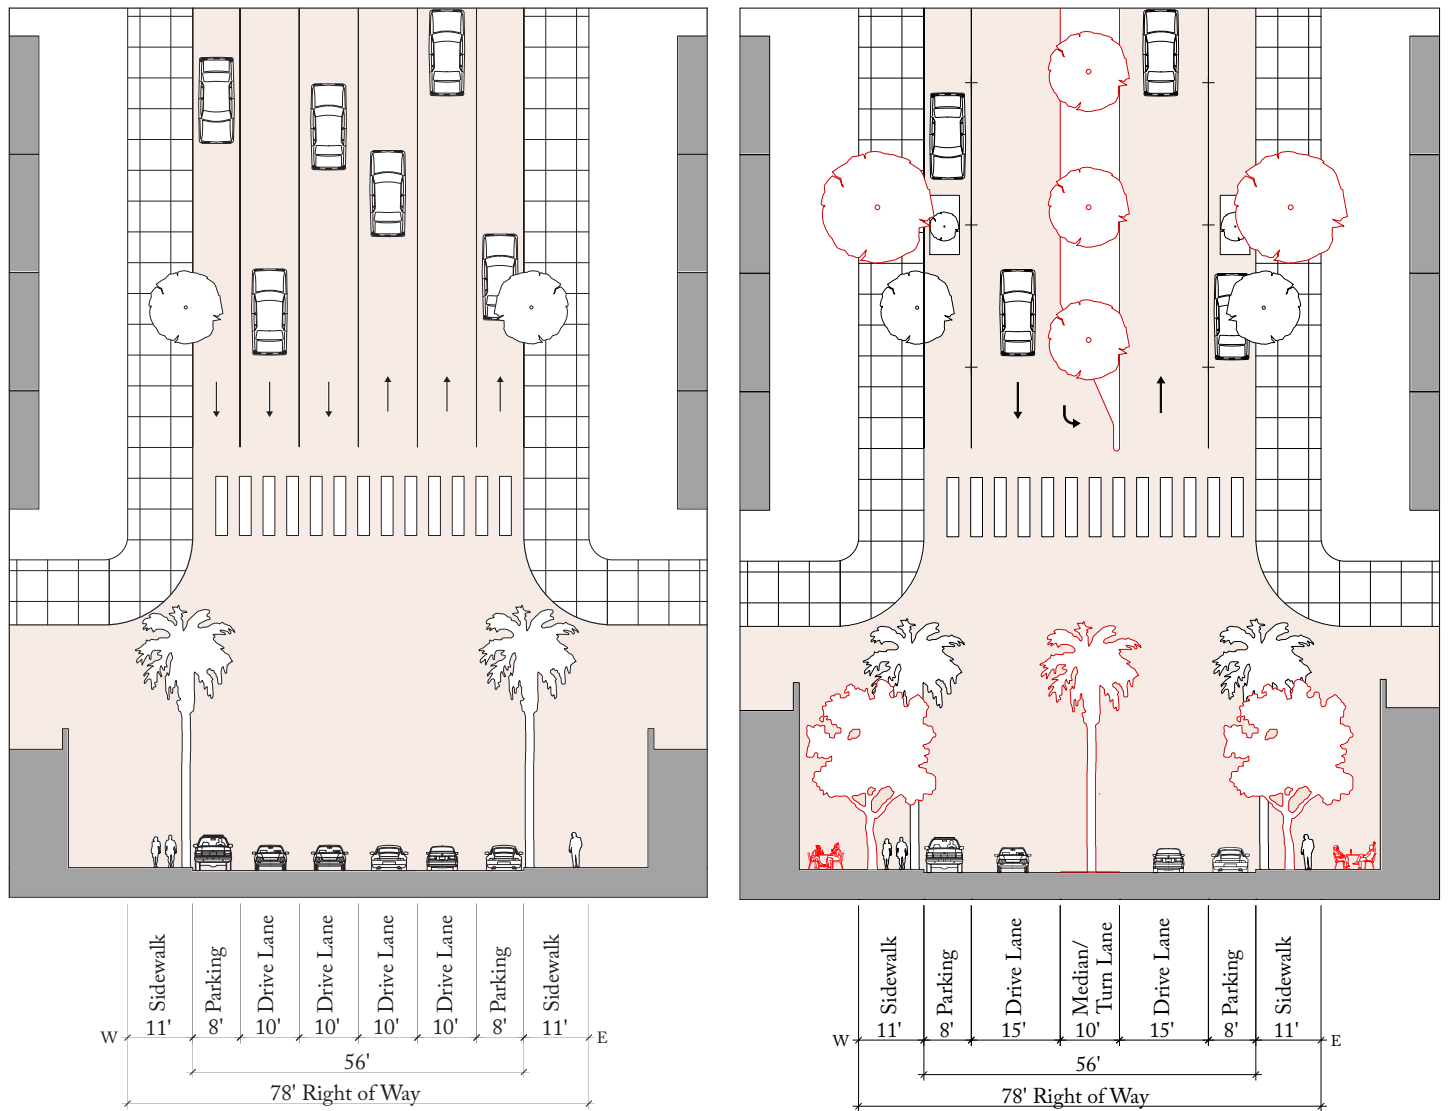 Sidewalk
Parking
Drive Lane
Drive Lane
Drive Lane
Drive Lane
Parking
Sidewalk
W 11' 8' 10' 10' 10' 10' 8' 11' E
56'
78' Right of Way
Sidewalk
Parking
Drive Lane
Median/
Turn Lane
Drive Lane
Parking
Sidewalk
W 11' 8' 15' 10' 15' 8' 11' E
56'
78' Right of Way